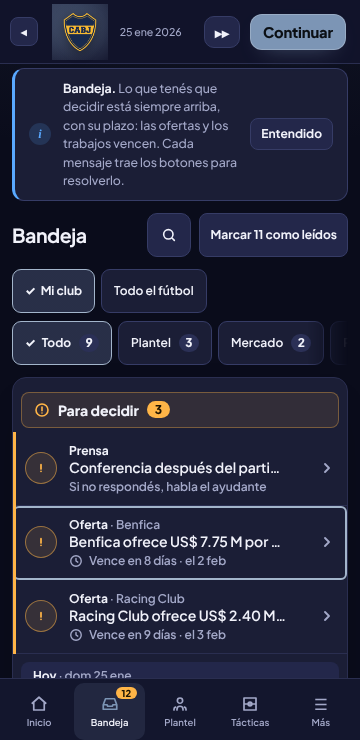 CABJ
25 ene 2026
Continuar
Bandeja. Lo que tenés que
decidir está siempre arriba,
con su plazo: las ofertas y los
trabajos vencen. Cada
mensaje trae los botones para
resolverlo.
Entendido
Bandeja
Marcar 11 como leídos
✓ Mi club
Todo el fútbol
✓ Todo 9
Plantel 3
Mercado 2
Para decidir 3
Prensa
Conferencia después del parti…
Si no respondés, habla el ayudante
Oferta · Benfica
Benfica ofrece US$ 7.75 M por …
Vence en 8 días · el 2 feb
Oferta · Racing Club
Racing Club ofrece US$ 2.40 M…
Vence en 9 días · el 3 feb
Hoy · dom 25 ene
Inicio
12
Bandeja
Plantel
Tácticas
Más